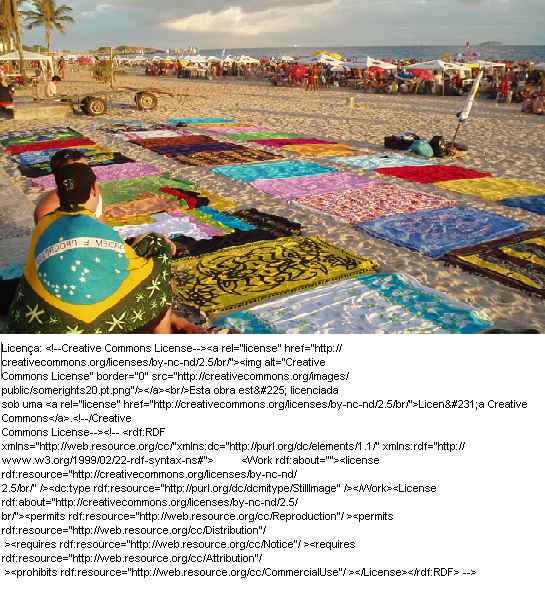 Licença: <!--Creative Commons License--><a rel="license" href="http://
creativecommons.org/licenses/by-nc-nd/2.5/br/"><img alt="Creative
Commons License" border="0" src="http://creativecommons.org/images/
public/somerights20.pt.png"/></a><br/>Esta obra est&#225; licenciada
sob uma <a rel="license" href="http://creativecommons.org/licenses/by-nc-nd/2.5/br/">Licen&#231;a Creative
Commons</a>.<!--/Creative
Commons License--><!-- <rdf:RDF
xmlns="http://web.resource.org/cc/"xmlns:dc="http://purl.org/dc/elements/1.1/" xmlns:rdf="http://
www.w3.org/1999/02/22-rdf-syntax-ns#"> <Work rdf:about=""><license
rdf:resource="http://creativecommons.org/licenses/by-nc-nd/
2.5/br/" /><dc:type rdf:resource="http://purl.org/dc/dcmitype/StillImage" /></Work><License
rdf:about="http://creativecommons.org/licenses/by-nc-nd/2.5/
br/"><permits rdf:resource="http://web.resource.org/cc/Reproduction"/ ><permits
rdf:resource="http://web.resource.org/cc/Distribution"/
><requires rdf:resource="http://web.resource.org/cc/Notice"/ ><requires
rdf:resource="http://web.resource.org/cc/Attribution"/
><prohibits rdf:resource="http://web.resource.org/cc/CommercialUse"/ ></License></rdf:RDF> -->